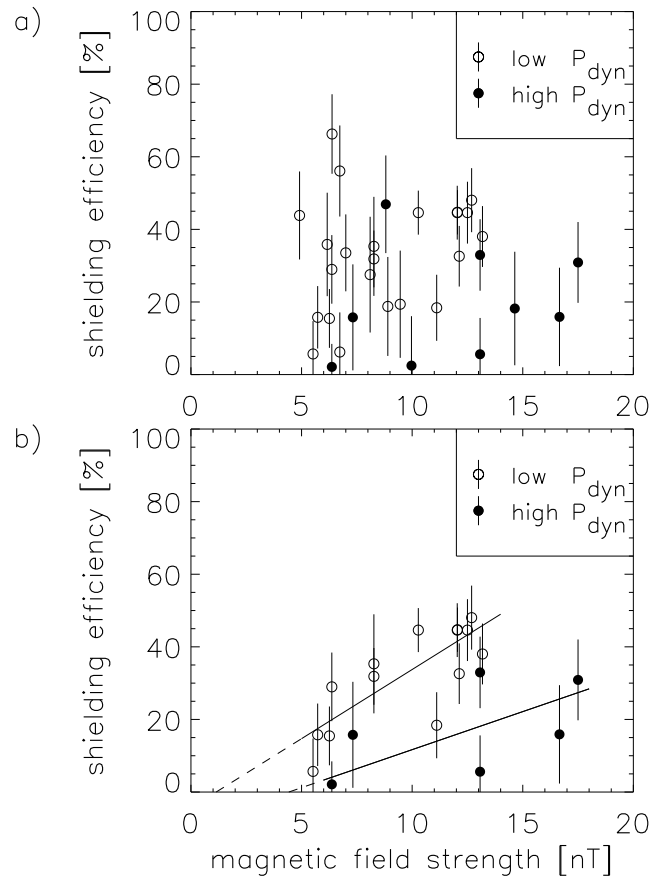 a)
shielding efficiency [%]
100
80
60
40
20
0
low P_dyn
high P_dyn
0 5 10 15 20
b)
shielding efficiency [%]
100
80
60
40
20
0
low P_dyn
high P_dyn
0 5 10 15 20
magnetic field strength [nT]